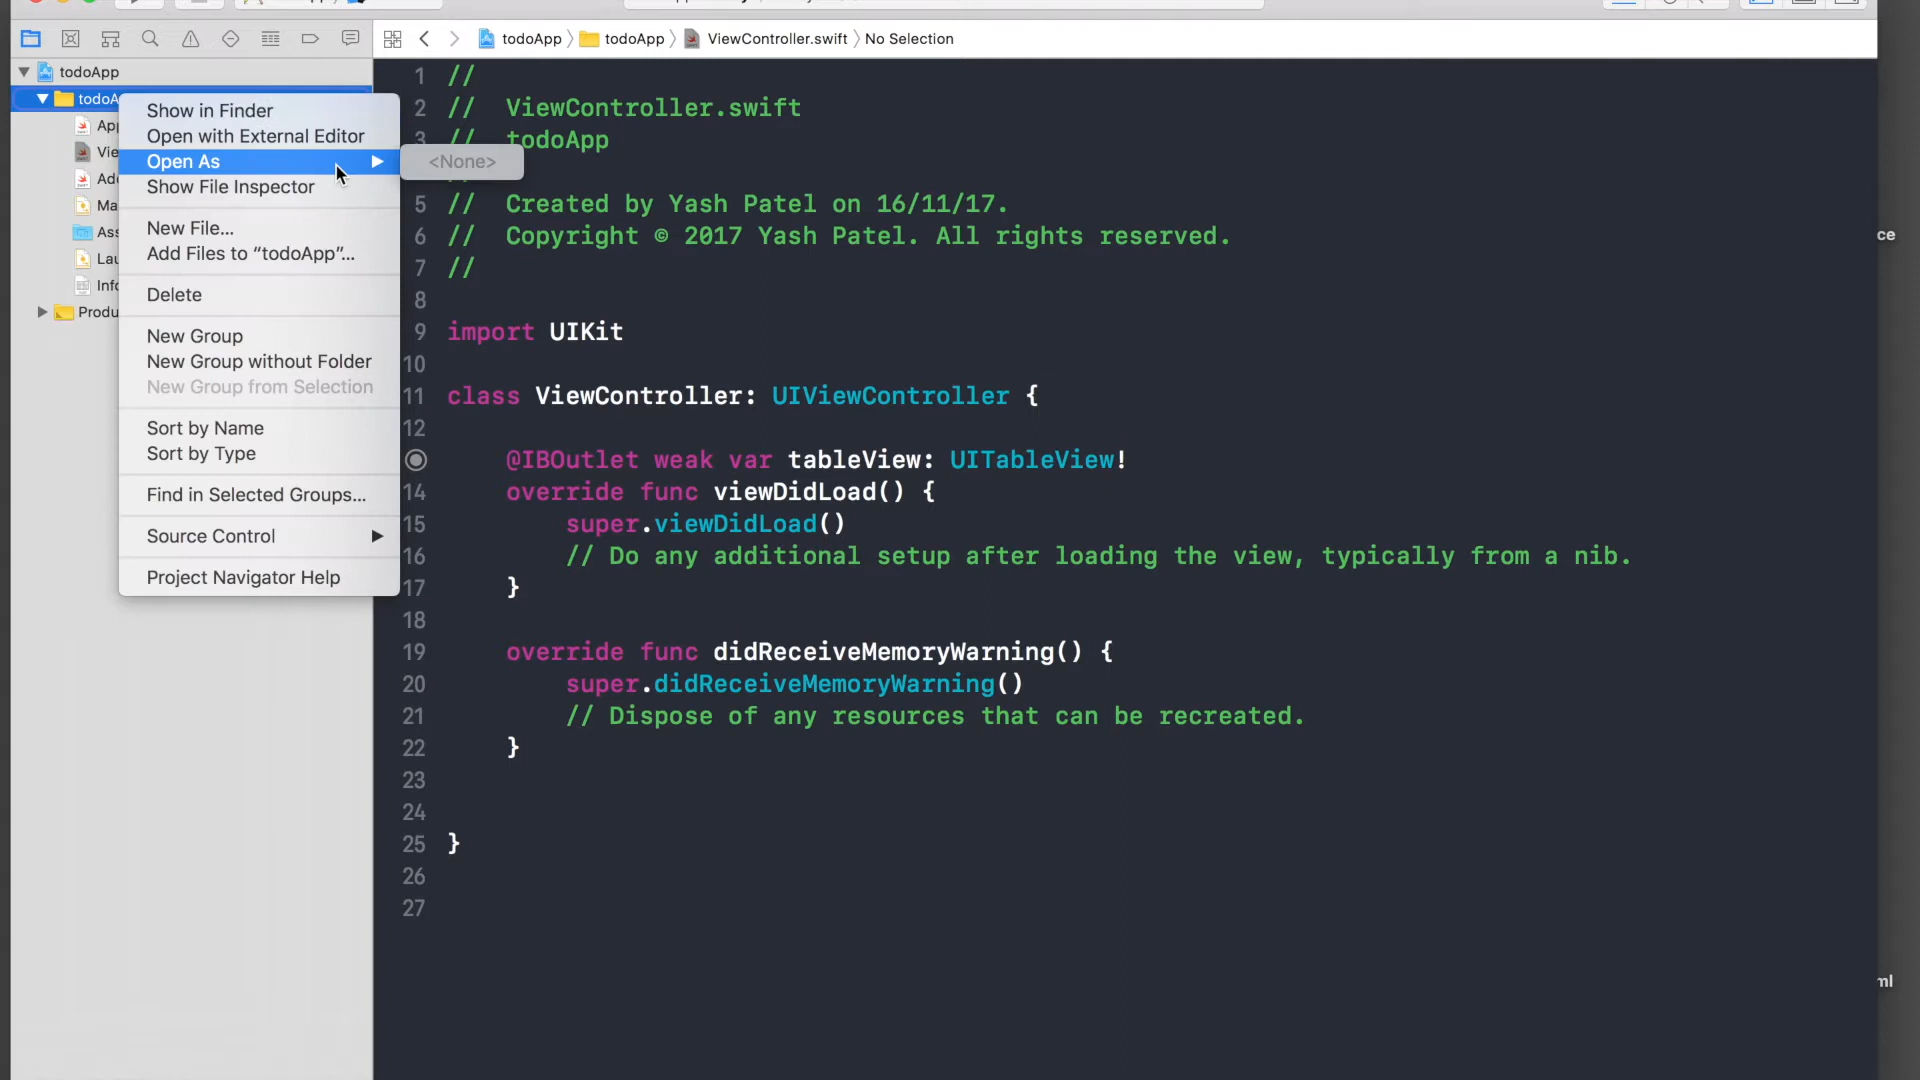 todoApp
todoApp
ViewController.swift
No Selection
todoApp
Show in Finder
Open with External Editor
Open As
<None>
Show File Inspector
New File...
Add Files to “todoApp”...
Delete
New Group
New Group without Folder
New Group from Selection
Sort by Name
Sort by Type
Find in Selected Groups...
Source Control
Project Navigator Help
1 //
2 //  ViewController.swift
3 //  todoApp
5 //  Created by Yash Patel on 16/11/17.
6 //  Copyright © 2017 Yash Patel. All rights reserved.
7 //
8
9 import UIKit
10
11 class ViewController: UIViewController {
12
@IBOutlet weak var tableView: UITableView!
14 override func viewDidLoad() {
15 super.viewDidLoad()
16 // Do any additional setup after loading the view, typically from a nib.
17 }
18
19 override func didReceiveMemoryWarning() {
20 super.didReceiveMemoryWarning()
21 // Dispose of any resources that can be recreated.
22 }
23
24
25 }
26
27